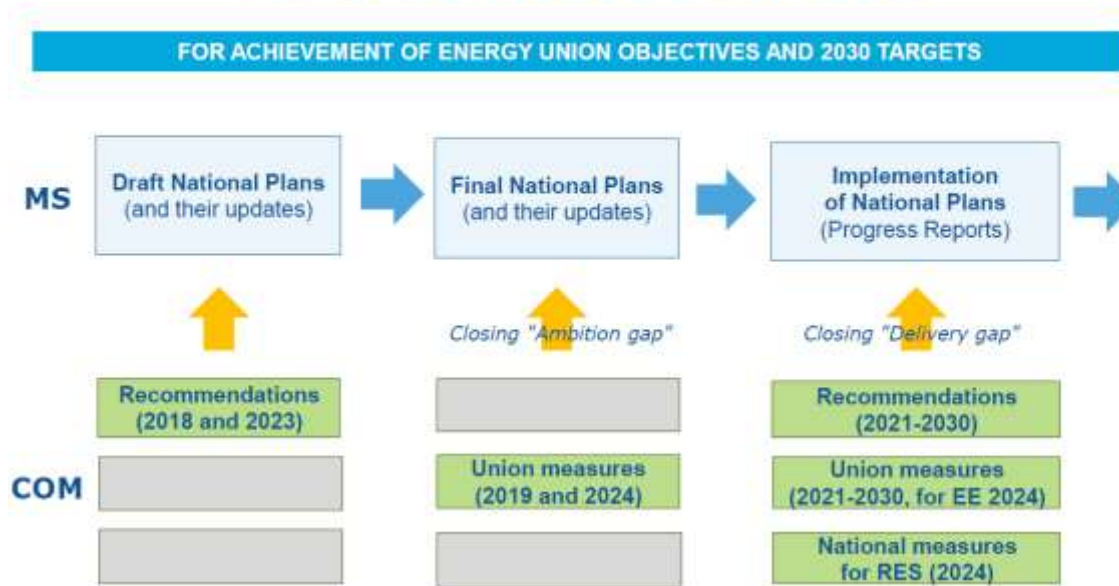 FOR ACHIEVEMENT OF ENERGY UNION OBJECTIVES AND 2030 TARGETS
MS
Draft National Plans
(and their updates)
Final National Plans
(and their updates)
Implementation
of National Plans
(Progress Reports)
Closing "Ambition gap"
Closing "Delivery gap"
COM
Recommendations
(2018 and 2023)
Recommendations
(2021-2030)
Union measures
(2019 and 2024)
Union measures
(2021-2030, for EE 2024)
National measures
for RES (2024)